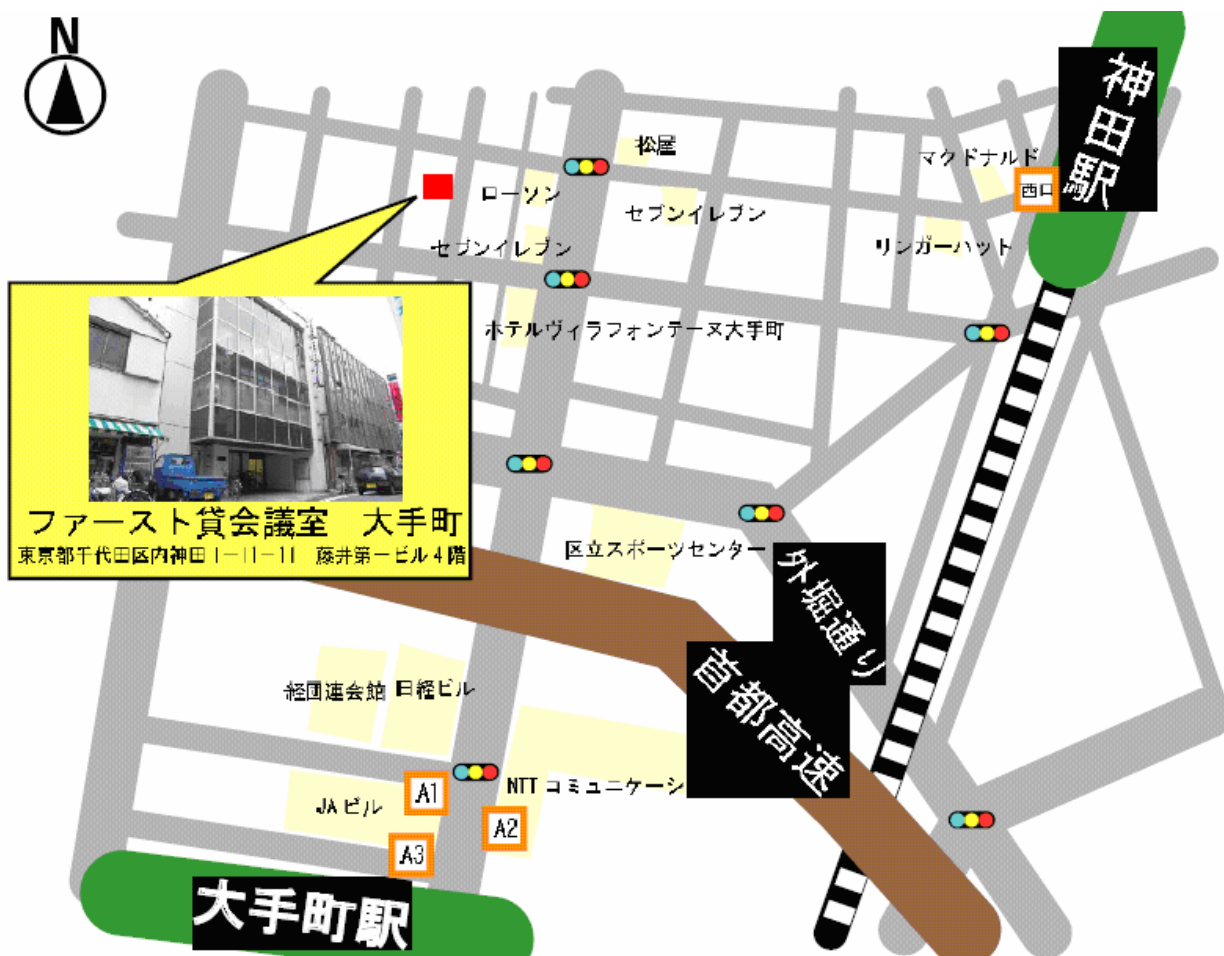 N
神田駅
松屋
マクドナルド
西口
ローソン
セブンイレブン
セブンイレブン
リンガーハット
ホテルヴィラフォンテーヌ大手町
ファースト貸会議室　大手町
東京都千代田区内神田1-11-11　藤井第一ビル4階
区立スポーツセンター
外堀通り
首都高速
経団連会館
日経ビル
NTTコミュニケーシ
JAビル
A1
A2
A3
大手町駅